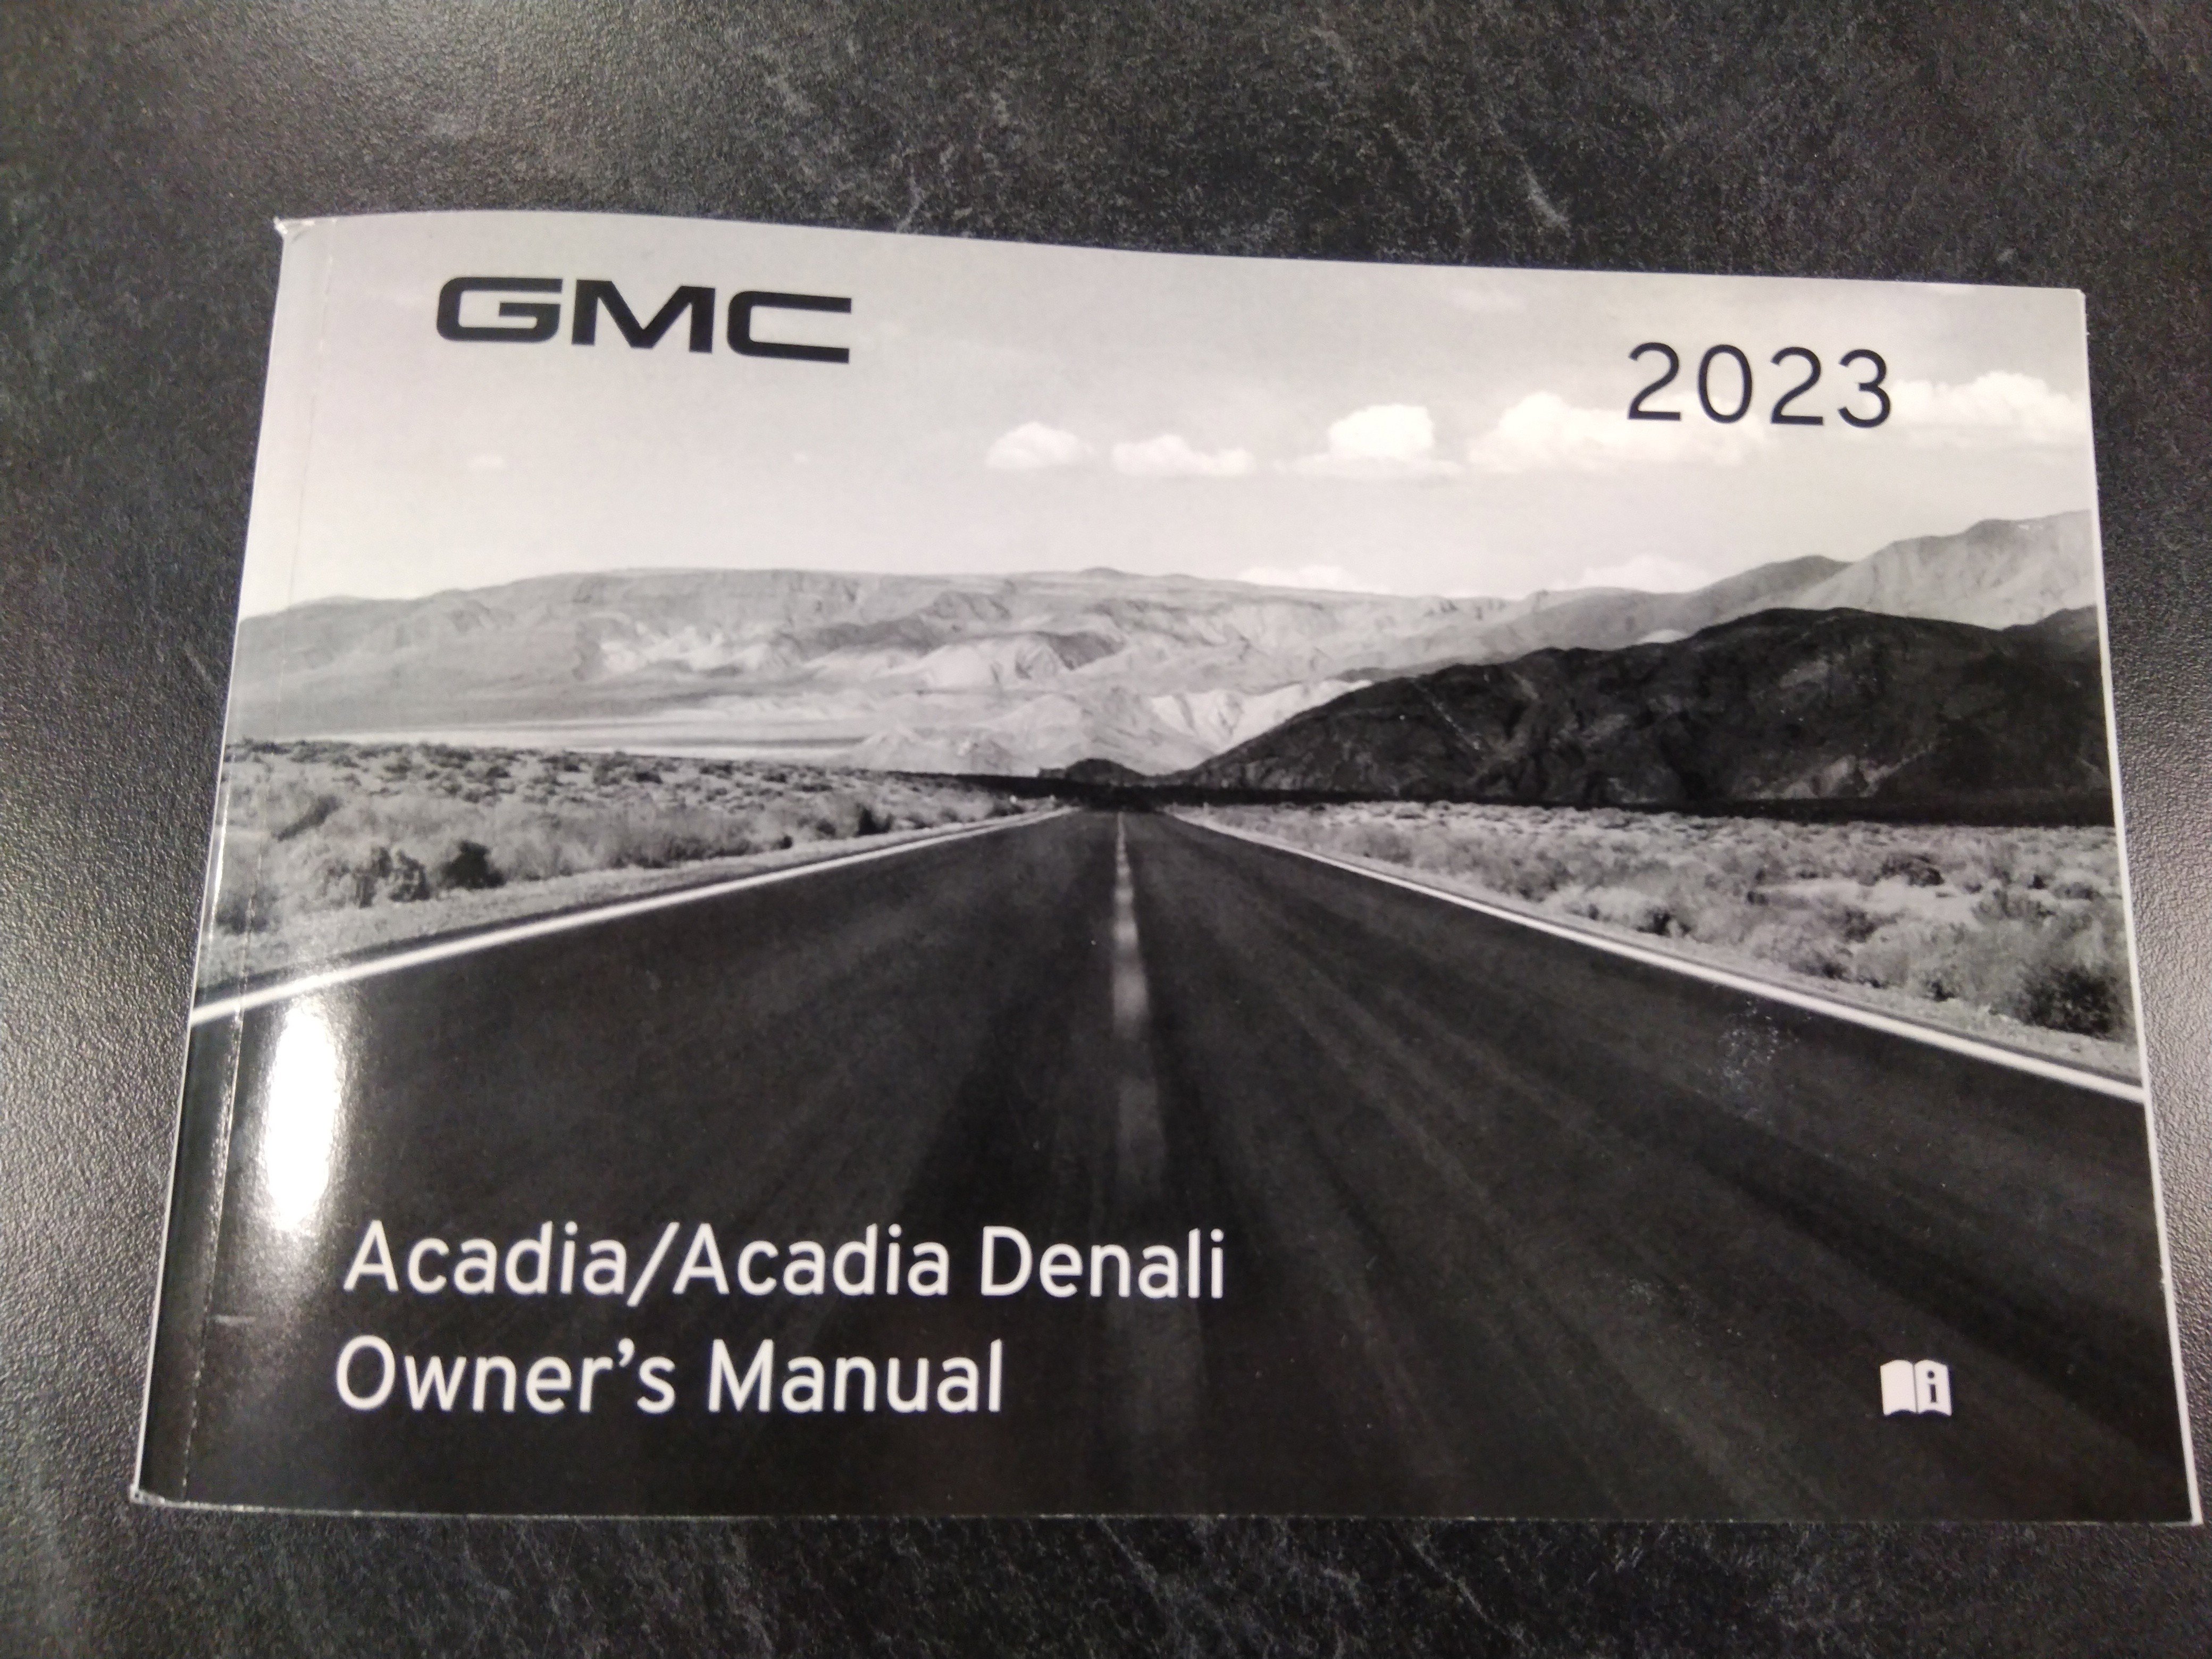 GMC
2023
Acadia/Acadia Denali
Owner's Manual
i